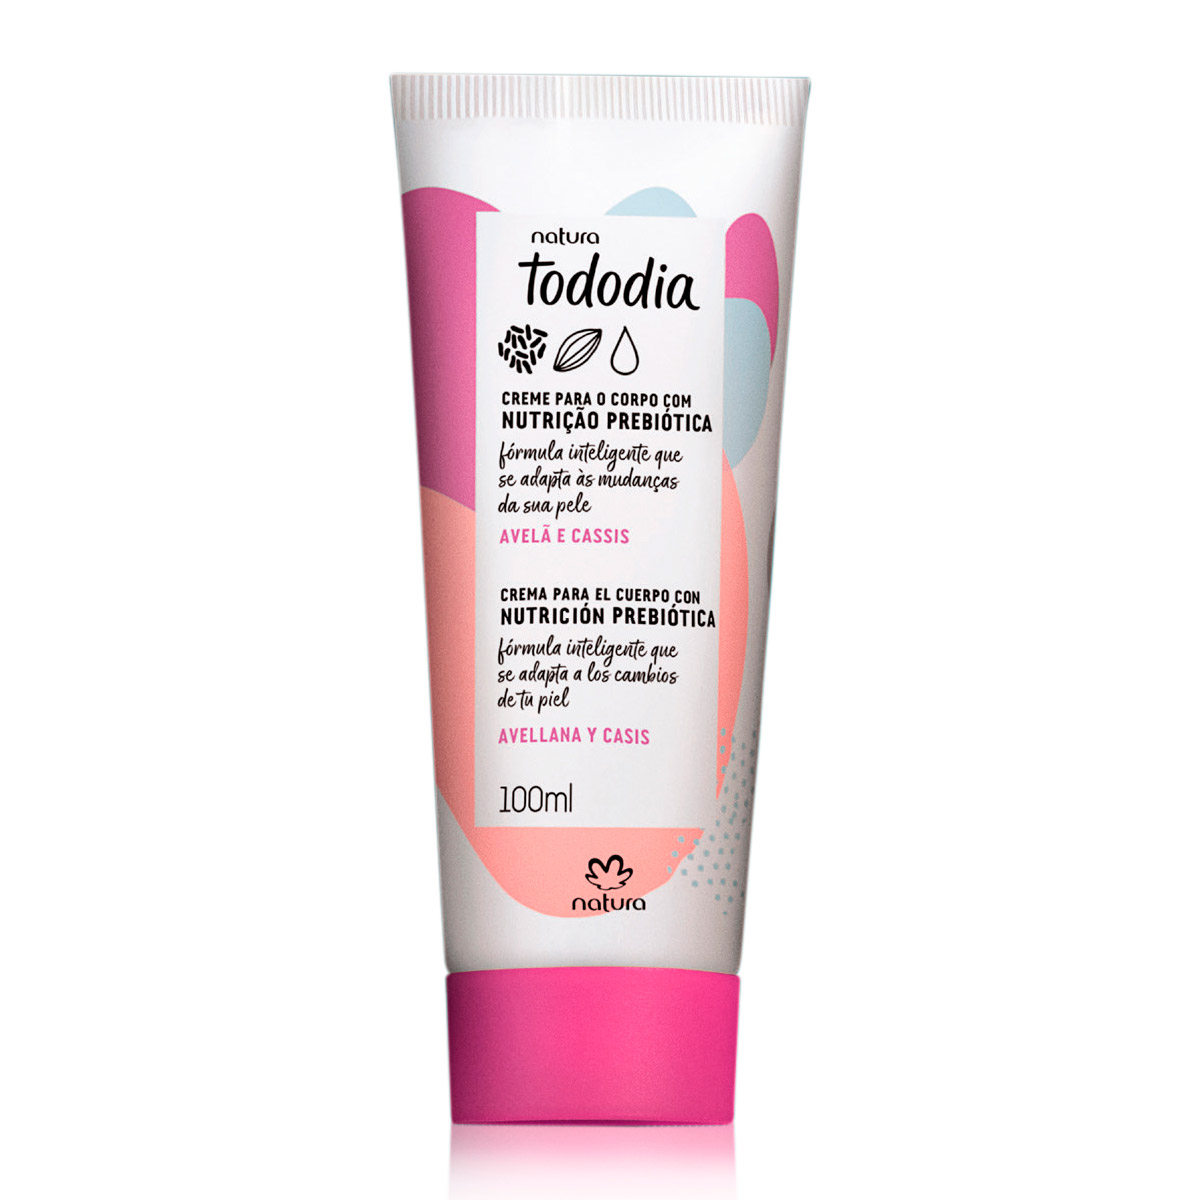 natura
tododia
CREME PARA O CORPO COM
NUTRIÇÃO PREBIÓTICA
fórmula inteligente que
se adapta às mudanças
da sua pele
AVELÃ E CASSIS
CREMA PARA EL CUERPO CON
NUTRICIÓN PREBIÓTICA
fórmula inteligente que
se adapta a los cambios
de tu piel
AVELLANA Y CASIS
100ml
natura